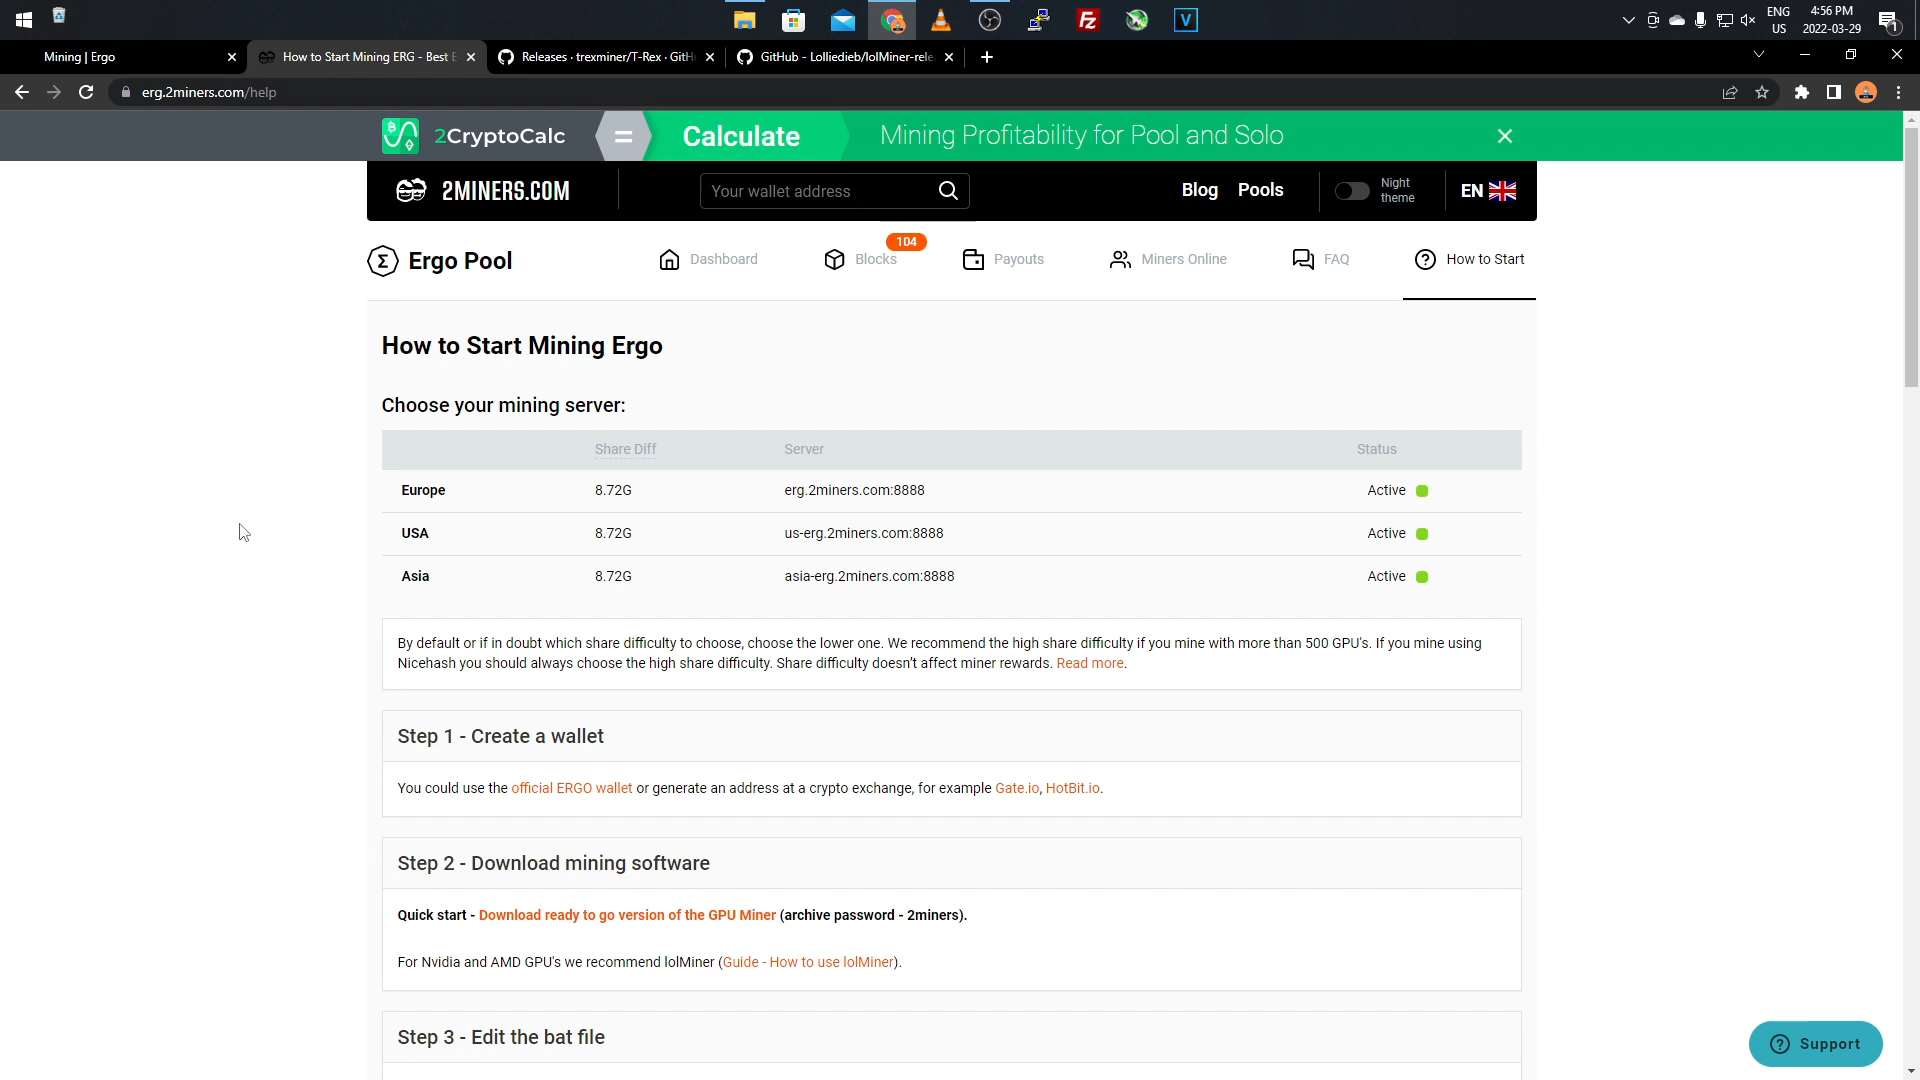 ENG
US
4:56 PM
2022-03-29
1
Mining | Ergo
How to Start Mining ERG - Best E
Releases · trexminer/T-Rex · GitH
GitHub - Lolliedieb/lolMiner-rele
erg.2miners.com/help
2CryptoCalc
=
Calculate
Mining Profitability for Pool and Solo
2MINERS.COM
Your wallet address
Blog
Pools
Night
theme
EN
Ergo Pool
Dashboard
104
Blocks
Payouts
Miners Online
FAQ
How to Start
How to Start Mining Ergo
Choose your mining server:
Share Diff Server Status
Europe 8.72G erg.2miners.com:8888 Active
USA 8.72G us-erg.2miners.com:8888 Active
Asia 8.72G asia-erg.2miners.com:8888 Active
By default or if in doubt which share difficulty to choose, choose the lower one. We recommend the high share difficulty if you mine with more than 500 GPU's. If you mine using
Nicehash you should always choose the high share difficulty. Share difficulty doesn't affect miner rewards. Read more.
Step 1 - Create a wallet
You could use the official ERGO wallet or generate an address at a crypto exchange, for example Gate.io, HotBit.io.
Step 2 - Download mining software
Quick start - Download ready to go version of the GPU Miner (archive password - 2miners).
For Nvidia and AMD GPU's we recommend lolMiner (Guide - How to use lolMiner).
Step 3 - Edit the bat file
Support